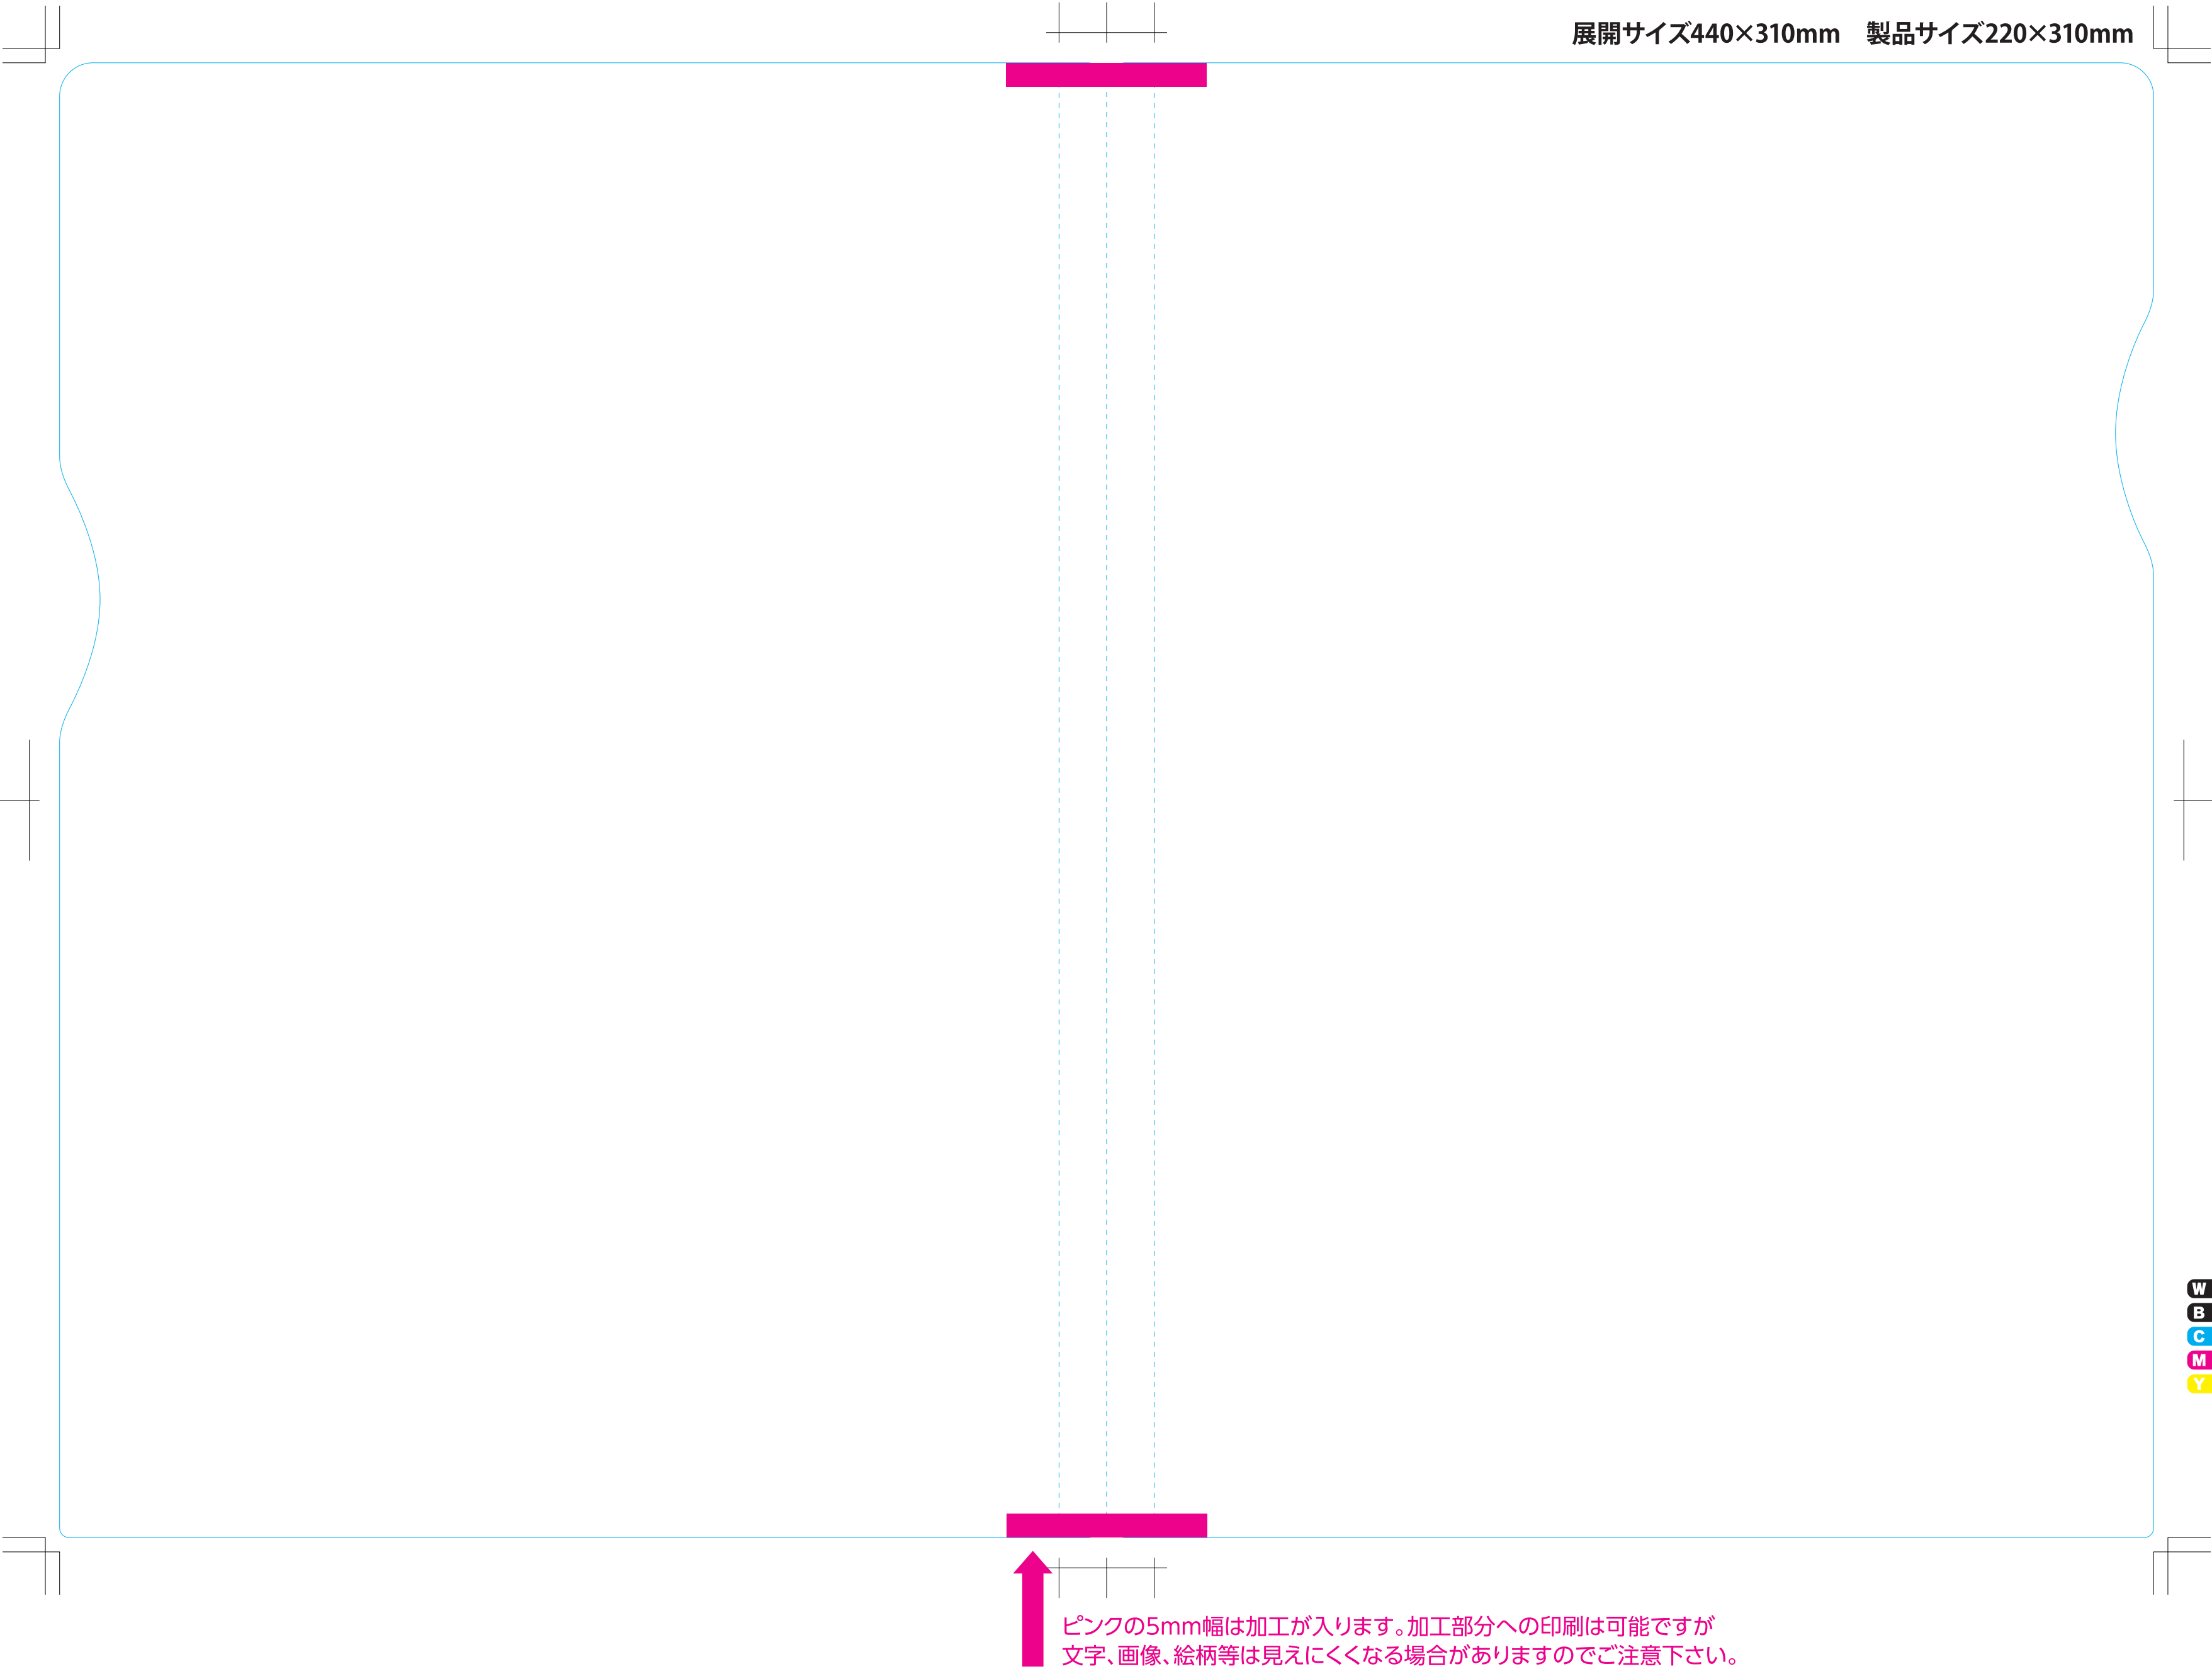 展開サイズ440×310mm　製品サイズ220×310mm
W
B
C
M
Y
ピンクの5mm幅は加工が入ります。加工部分への印刷は可能ですが
文字、画像、絵柄等は見えにくくなる場合がありますのでご注意下さい。